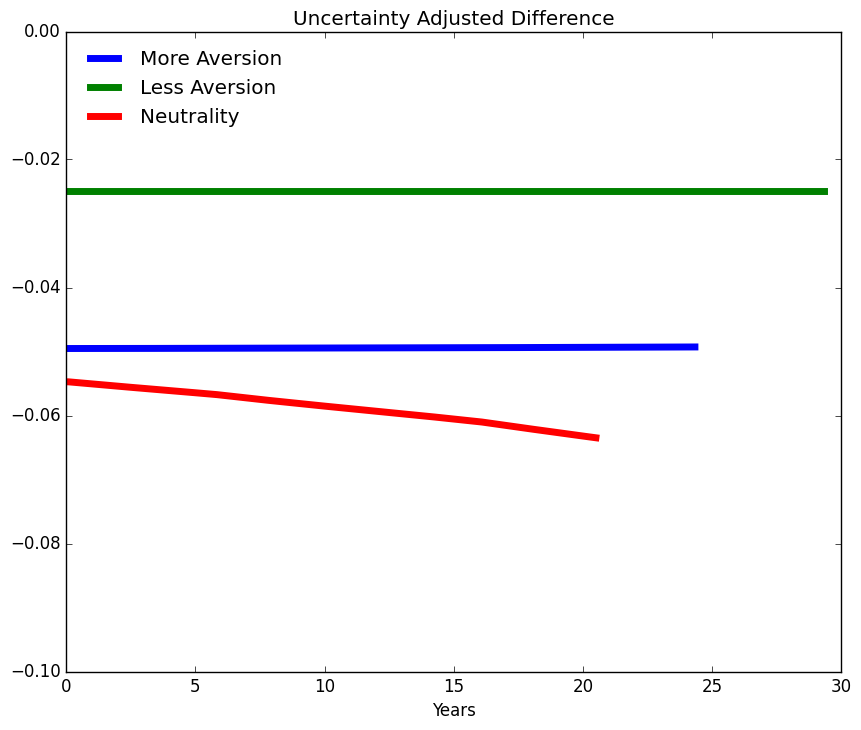 Uncertainty Adjusted Difference
0.00
More Aversion
Less Aversion
Neutrality
−0.02
−0.04
−0.06
−0.08
−0.10
0 5 10 15 20 25 30
Years